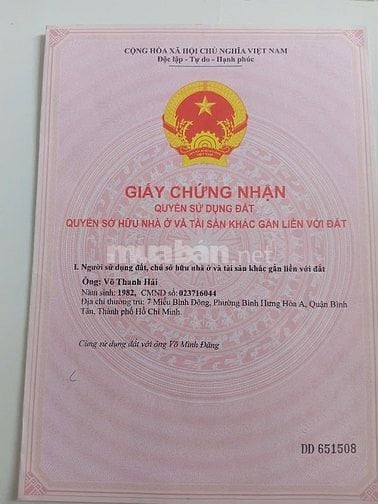 CỘNG HÒA XÃ HỘI CHỦ NGHĨA VIỆT NAM
Độc lập - Tự do - Hạnh phúc
GIẤY CHỨNG NHẬN
QUYỀN SỬ DỤNG ĐẤT
QUYỀN SỞ HỮU NHÀ Ở VÀ TÀI SẢN KHÁC GẮN LIỀN VỚI ĐẤT
muaban.net
I. Người sử dụng đất, chủ sở hữu nhà ở và tài sản khác gắn liền với đất
Ông: Võ Thanh Hải
Năm sinh: 1982, CMND số: 023716044
Địa chỉ thường trú: 7 Miếu Bình Đông, Phường Bình Hưng Hòa A, Quận Bình
Tân, Thành phố Hồ Chí Minh.
Cùng sử dụng đất với ông Võ Minh Đăng
DD 651508